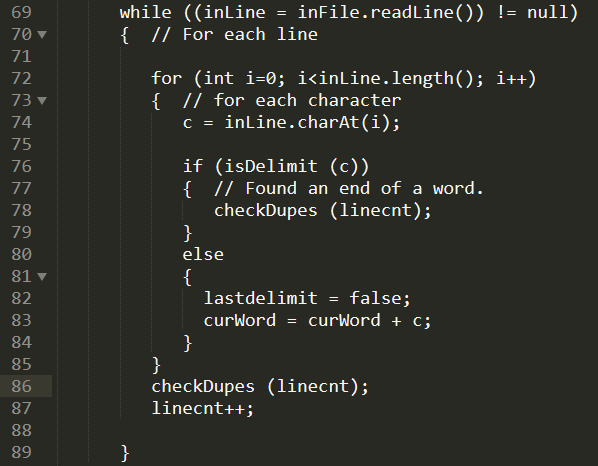 69         while ((inLine = inFile.readLine()) != null)
70         {  // For each line
71
72            for (int i=0; i<inLine.length(); i++)
73            {  // for each character
74               c = inLine.charAt(i);
75
76               if (isDelimit (c))
77               {  // Found an end of a word.
78                  checkDupes (linecnt);
79               }
80               else
81               {
82                 lastdelimit = false;
83                 curWord = curWord + c;
84               }
85            }
86            checkDupes (linecnt);
87            linecnt++;
88
89         }